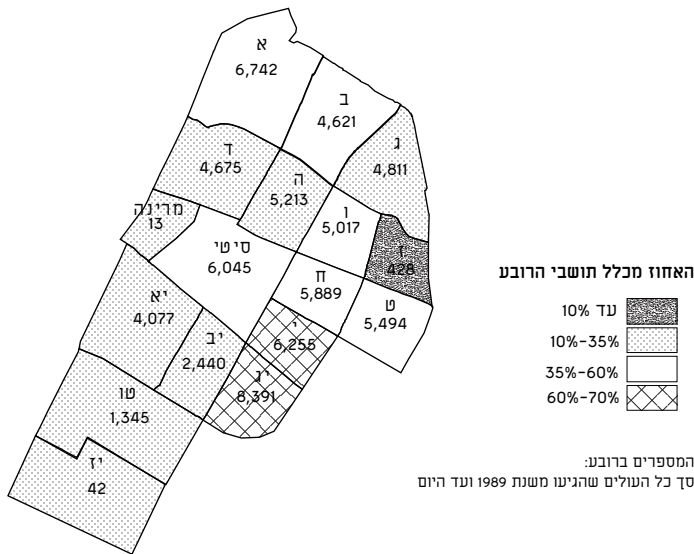 א
6,742
ב
4,621
ג
4,811
ד
4,675
ה
5,213
ו
5,017
ז
428
מרינה
13
סיטי
6,045
ח
5,889
ט
5,494
יא
4,077
יב
2,440
י
6,255
יג
8,391
טו
1,345
יז
42
האחוז מכלל תושבי הרובע
עד 10%
10%-35%
35%-60%
60%-70%
המספרים ברובע:
סך כל העולים שהגיעו משנת 1989 ועד היום